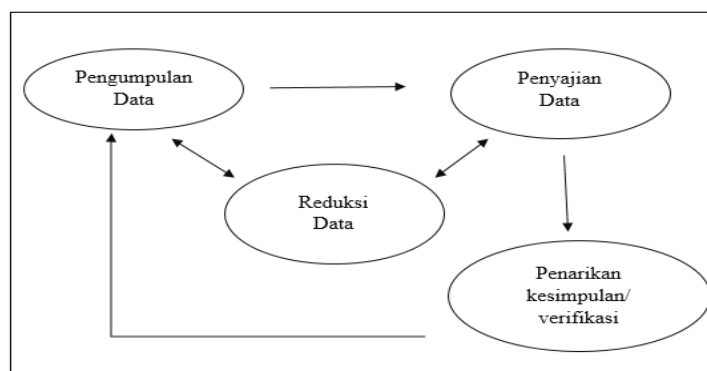 Pengumpulan
Data
Penyajian
Data
Reduksi
Data
Penarikan
kesimpulan/
verifikasi